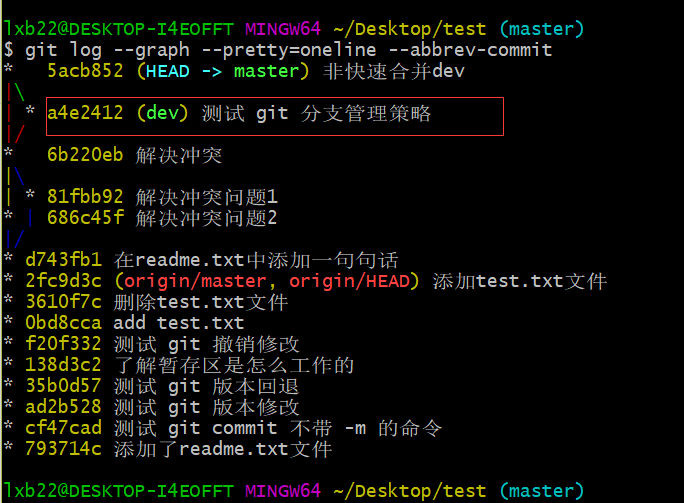 lxb22@DESKTOP-I4EOFFT MINGW64 ~/Desktop/test (master)
$ git log --graph --pretty=oneline --abbrev-commit
*   5acb852 (HEAD -> master) 非快速合并dev
|\
| * a4e2412 (dev) 测试 git 分支管理策略
|/
*   6b220eb 解决冲突
|\
| * 81fbb92 解决冲突问题1
* | 686c45f 解决冲突问题2
|/
* d743fb1 在readme.txt中添加一句句话
* 2fc9d3c (origin/master, origin/HEAD) 添加test.txt文件
* 3610f7c 删除test.txt文件
* 0bd8cca add test.txt
* f20f332 测试 git 撤销修改
* 138d3c2 了解暂存区是怎么工作的
* 35b0d57 测试 git 版本回退
* ad2b528 测试 git 版本修改
* cf47cad 测试 git commit 不带 -m 的命令
* 793714c 添加了readme.txt文件
lxb22@DESKTOP-I4EOFFT MINGW64 ~/Desktop/test (master)